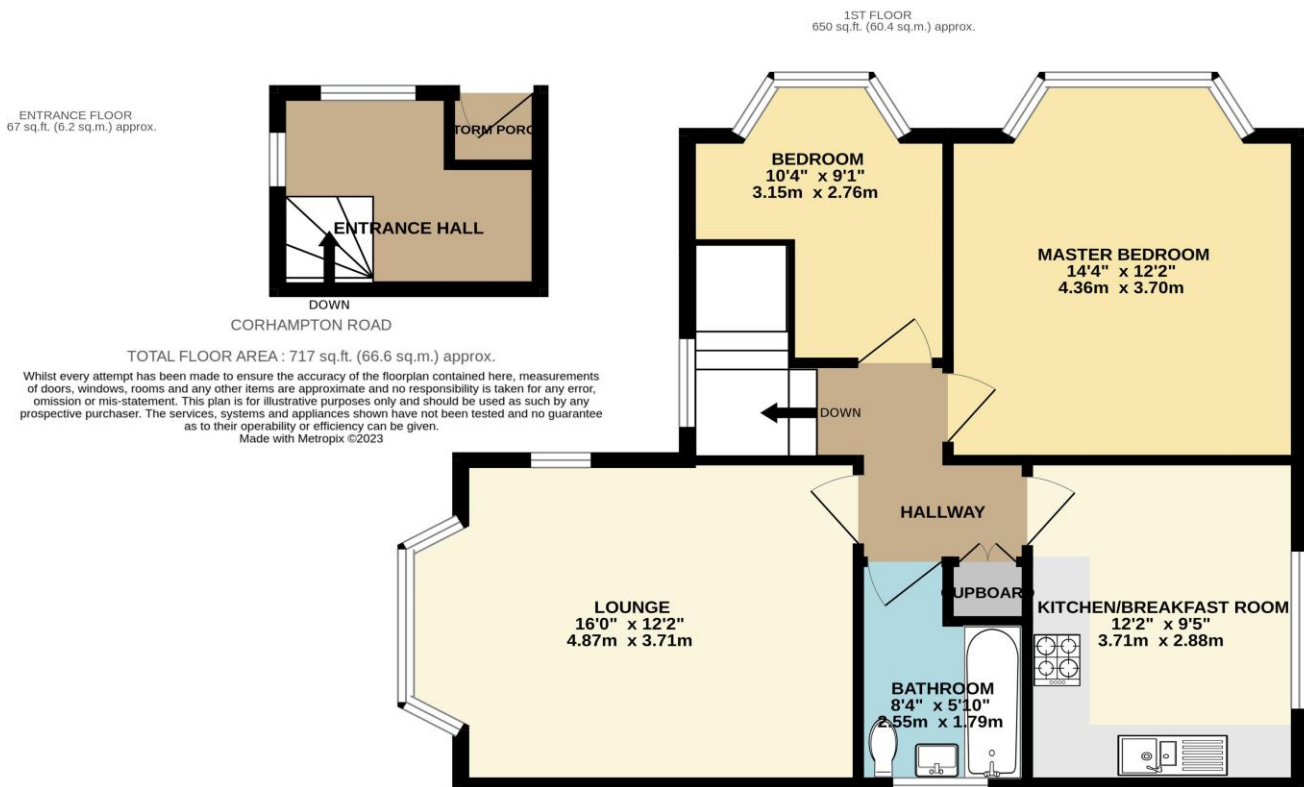 1ST FLOOR
650 sq.ft. (60.4 sq.m.) approx.
ENTRANCE FLOOR
67 sq.ft. (6.2 sq.m.) approx.
TORM PORC
ENTRANCE HALL
DOWN
CORHAMPTON ROAD
TOTAL FLOOR AREA : 717 sq.ft. (66.6 sq.m.) approx.
Whilst every attempt has been made to ensure the accuracy of the floorplan contained here, measurements
of doors, windows, rooms and any other items are approximate and no responsibility is taken for any error,
omission or mis-statement. This plan is for illustrative purposes only and should be used as such by any
prospective purchaser. The services, systems and appliances shown have not been tested and no guarantee
as to their operability or efficiency can be given.
Made with Metropix ©2023
BEDROOM
10'4" x 9'1"
3.15m x 2.76m
MASTER BEDROOM
14'4" x 12'2"
4.36m x 3.70m
DOWN
HALLWAY
LOUNGE
16'0" x 12'2"
4.87m x 3.71m
CUPBOARD
KITCHEN/BREAKFAST ROOM
12'2" x 9'5"
3.71m x 2.88m
BATHROOM
8'4" x 5'10"
2.55m x 1.79m